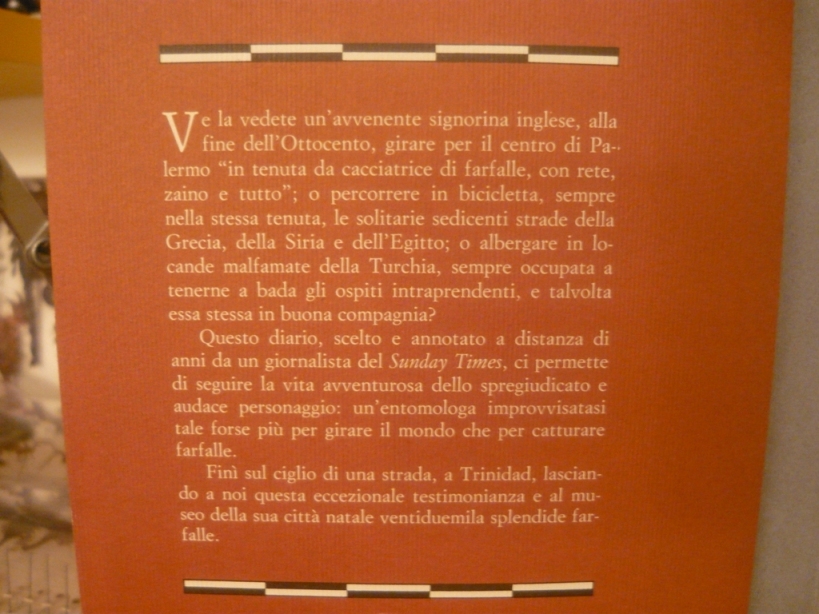 Ve la vedete un'avvenente signorina inglese, alla
fine dell'Ottocento, girare per il centro di Pa-
lermo “in tenuta da cacciatrice di farfalle, con rete,
zaino e tutto”; o percorrere in bicicletta, sempre
nella stessa tenuta, le solitarie sedicenti strade della
Grecia, della Siria e dell'Egitto; o albergare in lo-
cande malfamate della Turchia, sempre occupata a
tenerne a bada gli ospiti intraprendenti, e talvolta
essa stessa in buona compagnia?
Questo diario, scelto e annotato a distanza di
anni da un giornalista del Sunday Times, ci permette
di seguire la vita avventurosa dello spregiudicato e
audace personaggio: un'entomologa improvvisatasi
tale forse più per girare il mondo che per catturare
farfalle.
Finì sul ciglio di una strada, a Trinidad, lascian-
do a noi questa eccezionale testimonianza e al mu-
seo della sua città natale ventiduemila splendide far-
falle.